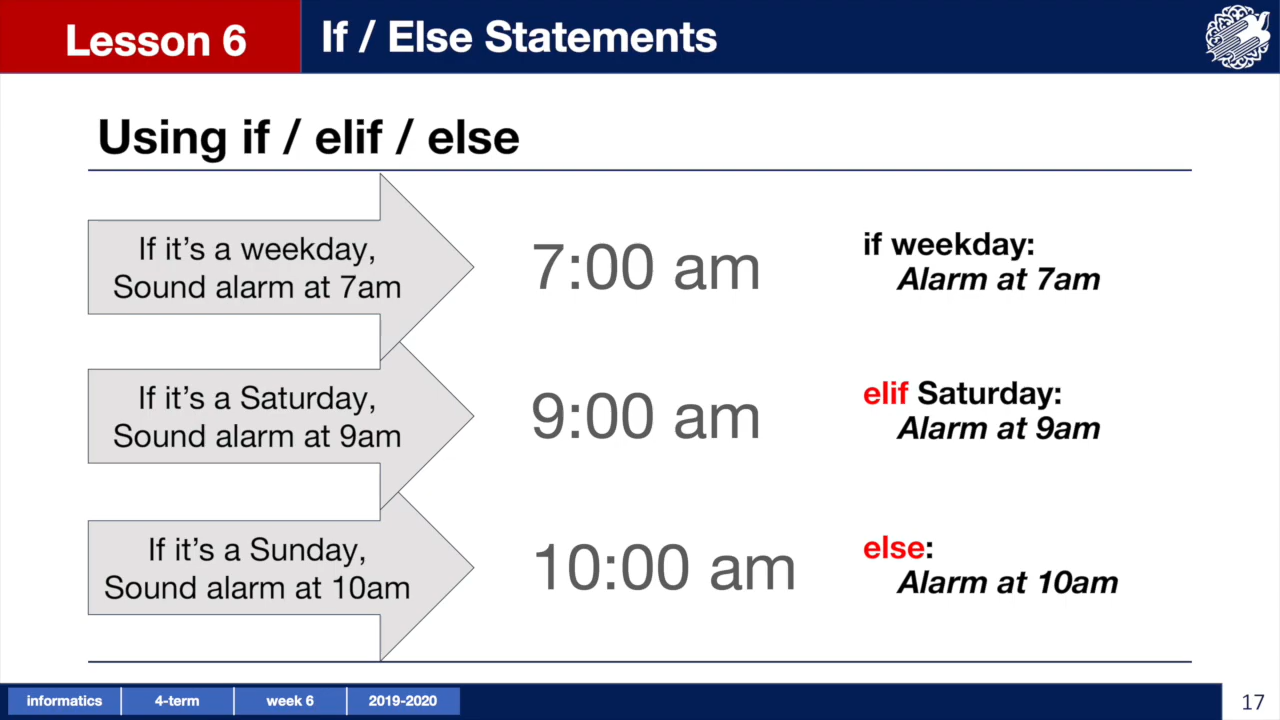 Lesson 6
If / Else Statements
Using if / elif / else
If it’s a weekday,
Sound alarm at 7am
7:00 am
if weekday:
Alarm at 7am
If it’s a Saturday,
Sound alarm at 9am
9:00 am
elif Saturday:
Alarm at 9am
If it’s a Sunday,
Sound alarm at 10am
10:00 am
else:
Alarm at 10am
informatics
4-term
week 6
2019-2020
17